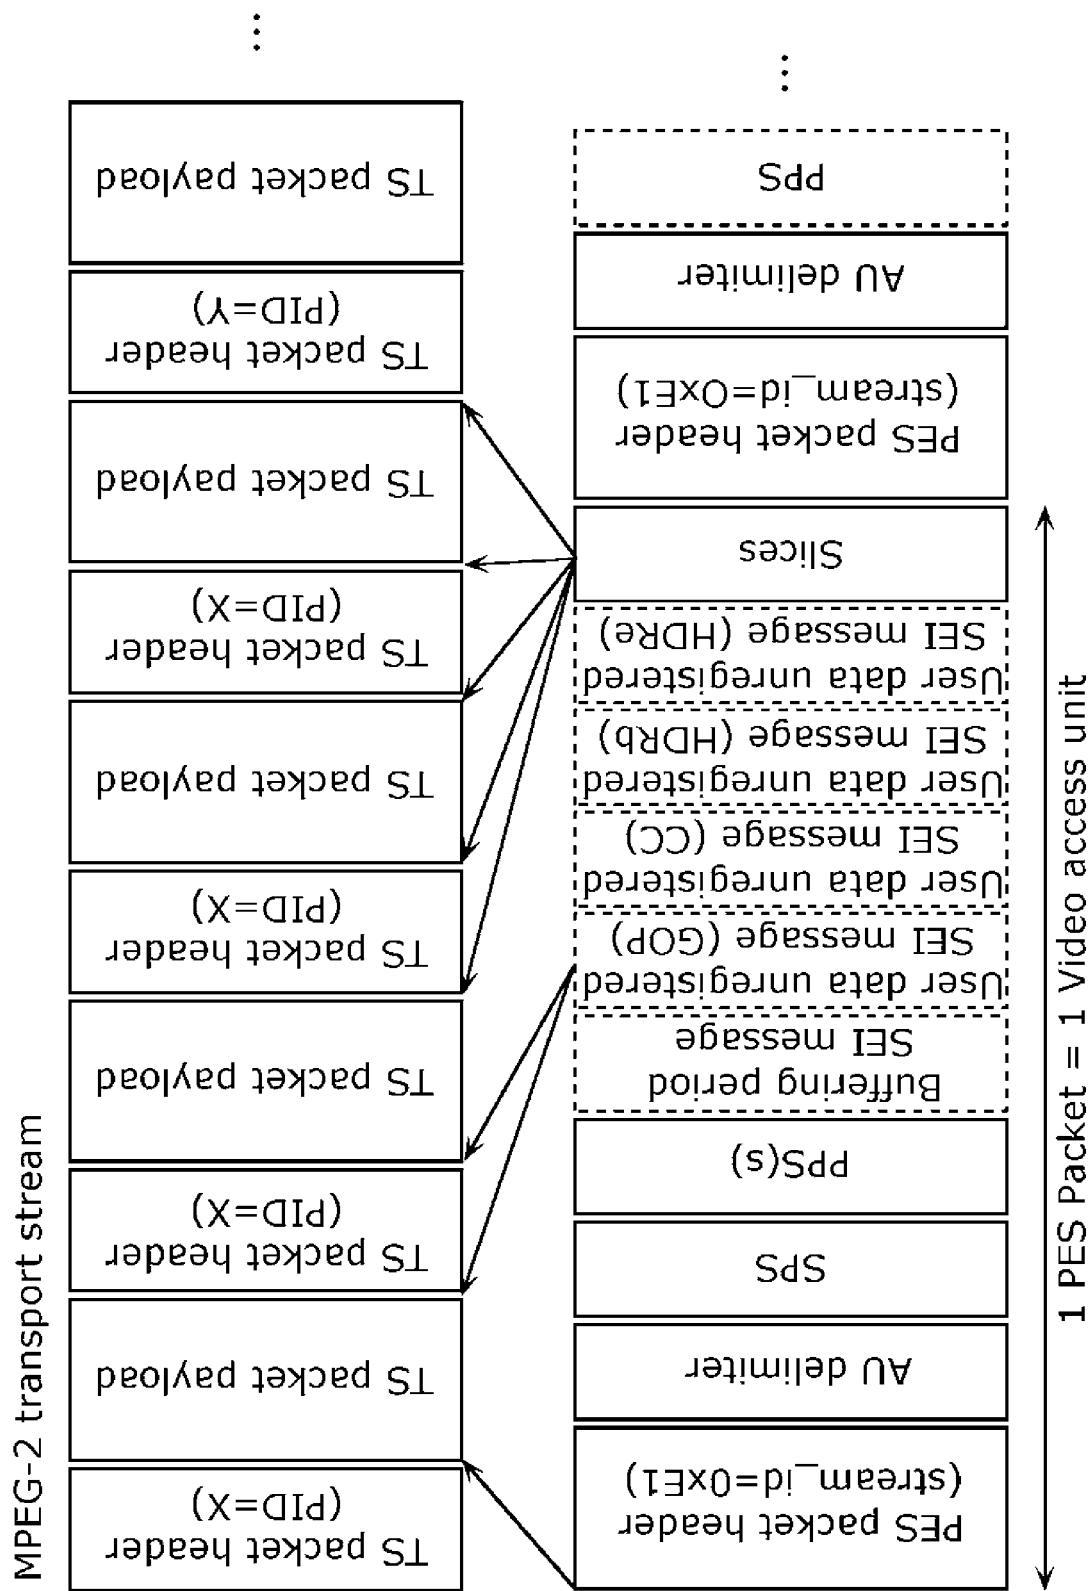 MPEG-2 transport stream
TS packet header
(PID=X)
TS packet payload
TS packet header
(PID=X)
TS packet payload
TS packet header
(PID=X)
TS packet payload
TS packet header
(PID=X)
TS packet payload
TS packet header
(PID=Y)
TS packet payload
...
PES packet header
(stream_id=0xE1)
AU delimiter
SPS
PPS(s)
Buffering period
SEI message
User data unregistered
SEI message (GOP)
User data unregistered
SEI message (CC)
User data unregistered
SEI message (HDRb)
User data unregistered
SEI message (HDRe)
Slices
PES packet header
(stream_id=0xE1)
AU delimiter
PPS
...
1 PES Packet = 1 Video access unit